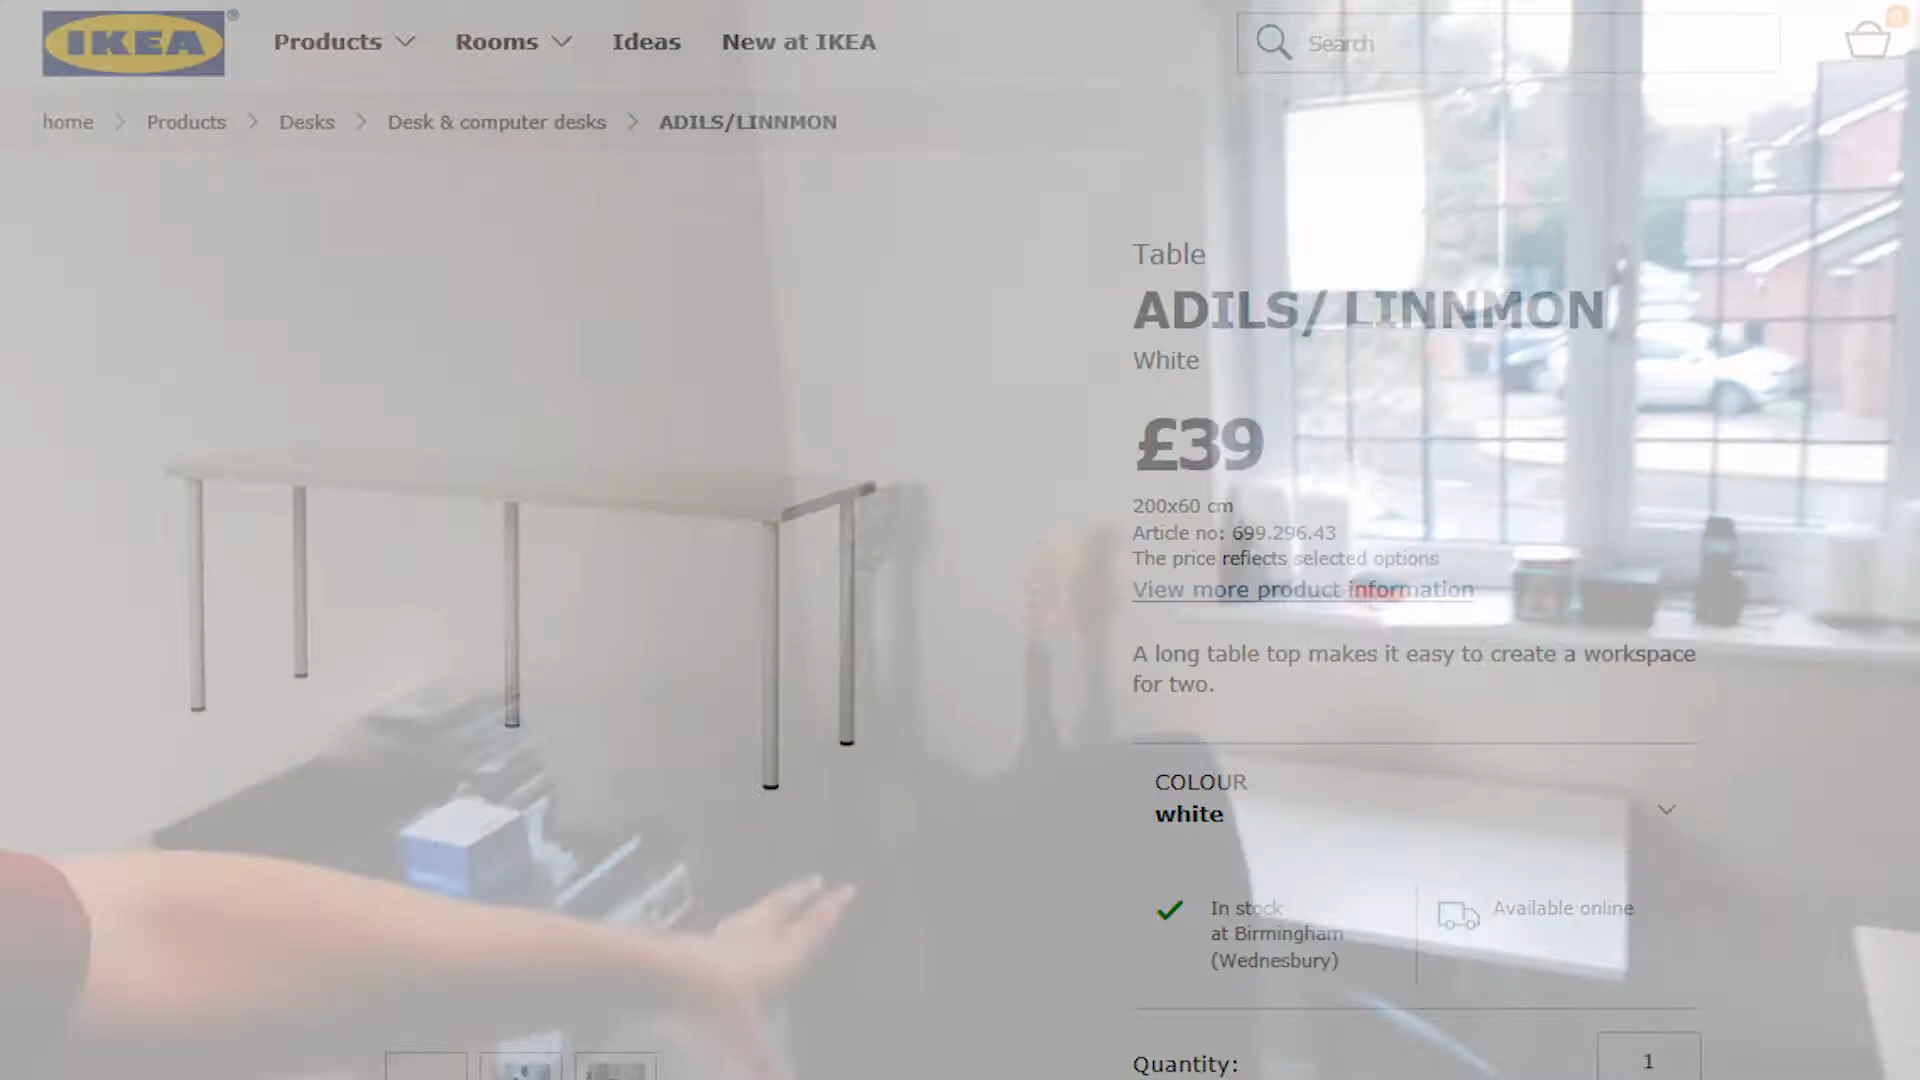 IKEA
Products
Rooms
Ideas
New at IKEA
Search
0
home
Products
Desks
Desk & computer desks
ADILS/LINNMON
Table
ADILS/ LINNMON
White
£39
200x60 cm
Article no: 699.296.43
The price reflects selected options
View more product information
A long table top makes it easy to create a workspace
for two.
COLOUR
white
In stock
at Birmingham
(Wednesbury)
Available online
Quantity:
1